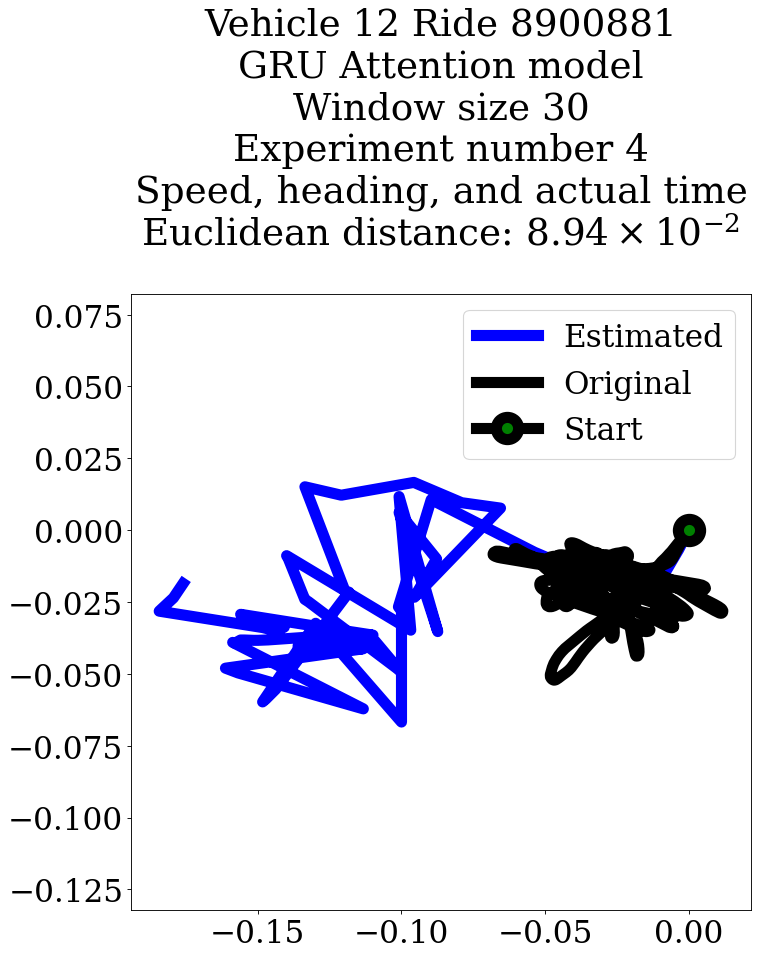 Vehicle 12 Ride 8900881
GRU Attention model
Window size 30
Experiment number 4
Speed, heading, and actual time
Euclidean distance: 8.94 × 10⁻²
Estimated
Original
Start
0.075
0.050
0.025
0.000
−0.025
−0.050
−0.075
−0.100
−0.125
−0.15
−0.10
−0.05
0.00